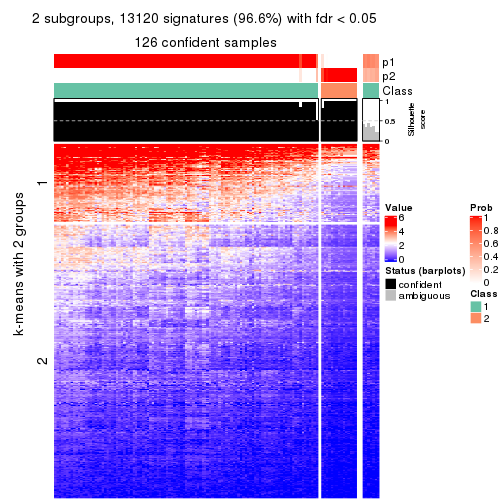 2 subgroups, 13120 signatures (96.6%) with fdr < 0.05
126 confident samples
p1
p2
Class
1
0.5
0
Silhouette
score
k-means with 2 groups
1
2
Value
6
4
2
0
Status (barplots)
confident
ambiguous
Prob
1
0.8
0.6
0.4
0.2
0
Class
1
2